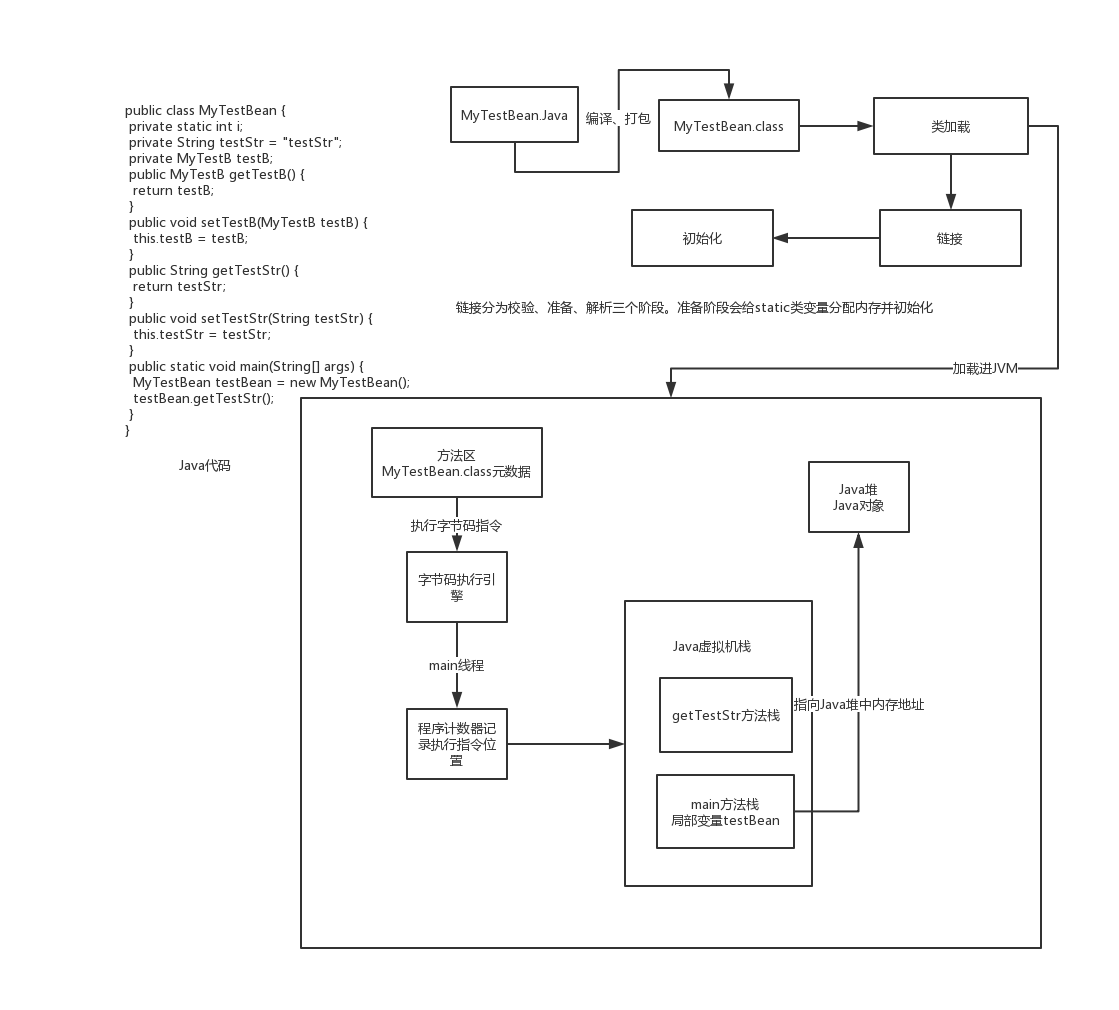 public class MyTestBean {
private static int i;
private String testStr = "testStr";
private MyTestB testB;
public MyTestB getTestB() {
return testB;
}
public void setTestB(MyTestB testB) {
this.testB = testB;
}
public String getTestStr() {
return testStr;
}
public void setTestStr(String testStr) {
this.testStr = testStr;
}
public static void main(String[] args) {
MyTestBean testBean = new MyTestBean();
testBean.getTestStr();
}
}
Java代码
MyTestBean.Java
编译、打包
MyTestBean.class
类加载
初始化
链接
链接分为校验、准备、解析三个阶段。准备阶段会给static类变量分配内存并初始化
加载进JVM
方法区
MyTestBean.class元数据
执行字节码指令
字节码执行引
擎
main线程
程序计数器记
录执行指令位
置
Java虚拟机栈
getTestStr方法栈
main方法栈
局部变量testBean
指向Java堆中内存地址
Java堆
Java对象